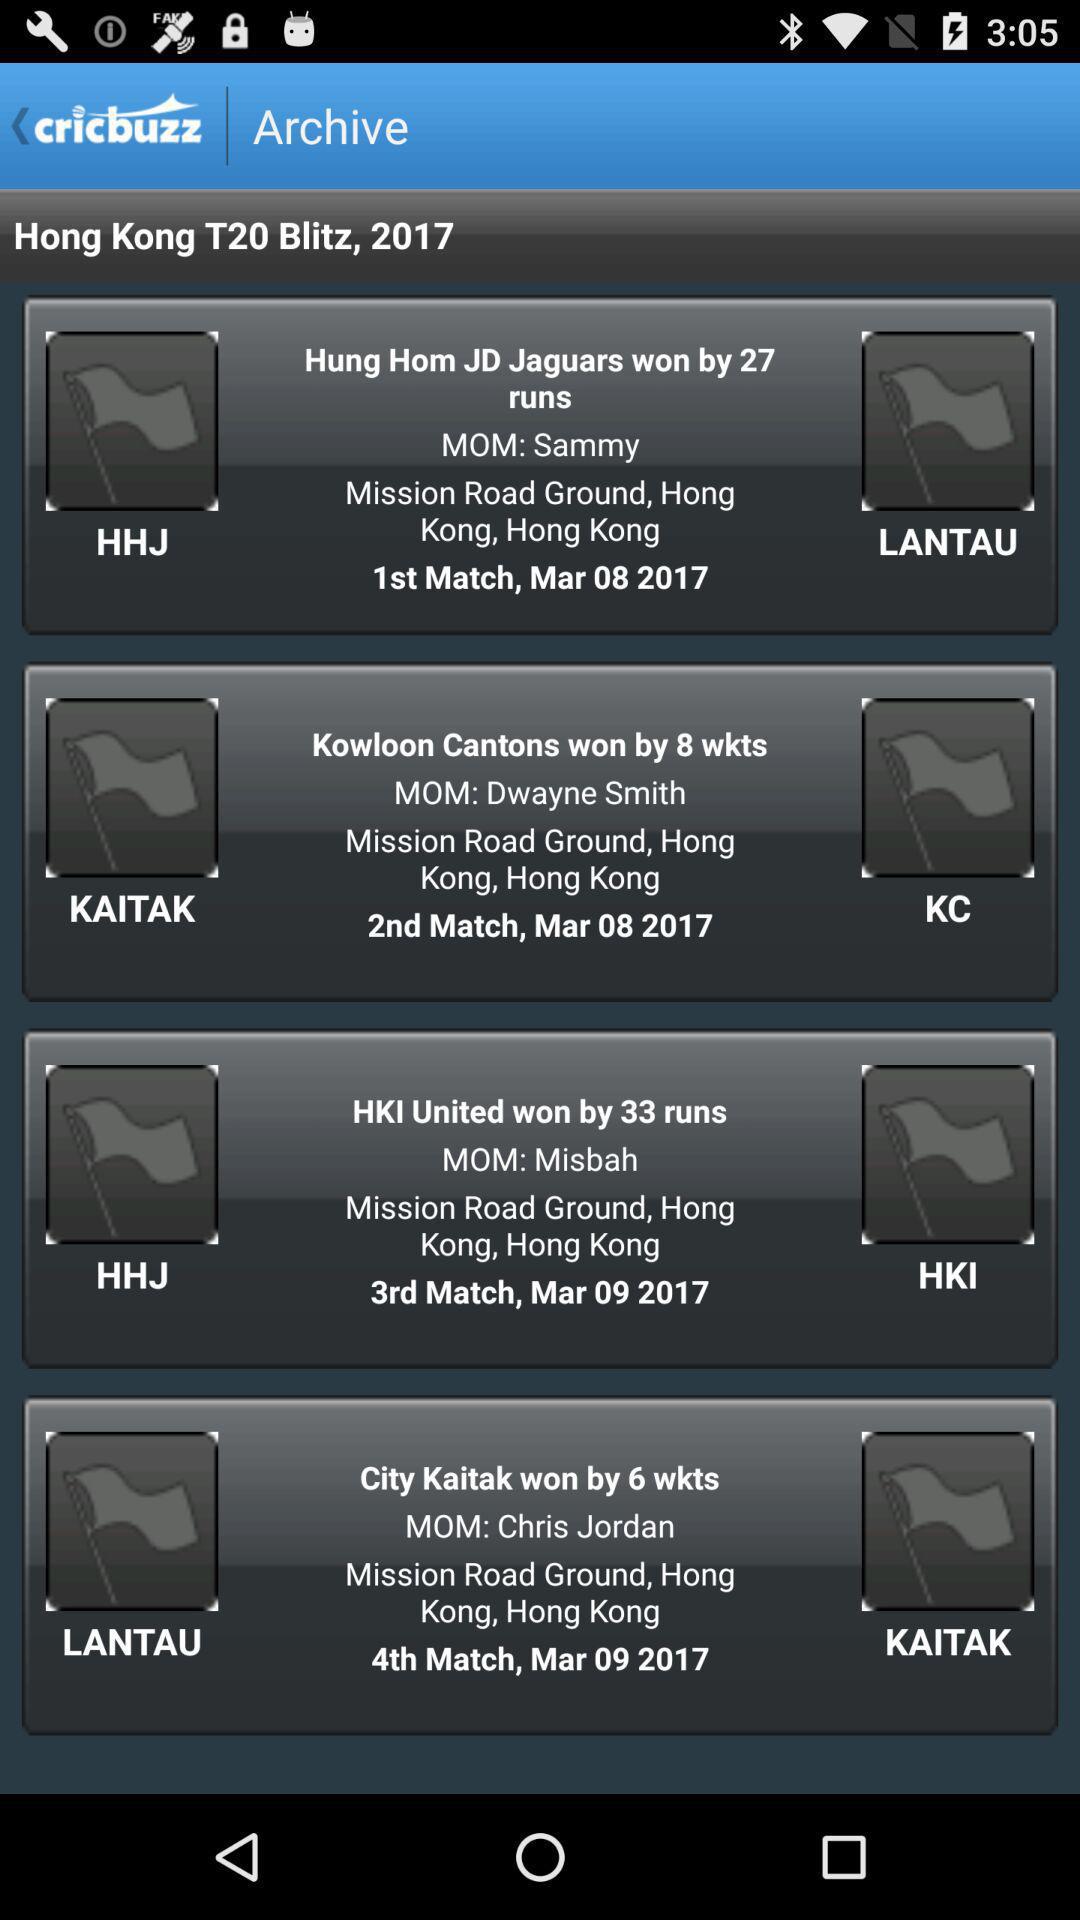 FAKE
3:05
cricbuzz
Archive
Hong Kong T20 Blitz, 2017
Hung Hom JD Jaguars won by 27
runs
MOM: Sammy
Mission Road Ground, Hong
Kong, Hong Kong
1st Match, Mar 08 2017
HHJ
LANTAU
Kowloon Cantons won by 8 wkts
MOM: Dwayne Smith
Mission Road Ground, Hong
Kong, Hong Kong
2nd Match, Mar 08 2017
KAITAK
KC
HKI United won by 33 runs
MOM: Misbah
Mission Road Ground, Hong
Kong, Hong Kong
3rd Match, Mar 09 2017
HHJ
HKI
City Kaitak won by 6 wkts
MOM: Chris Jordan
Mission Road Ground, Hong
Kong, Hong Kong
4th Match, Mar 09 2017
LANTAU
KAITAK